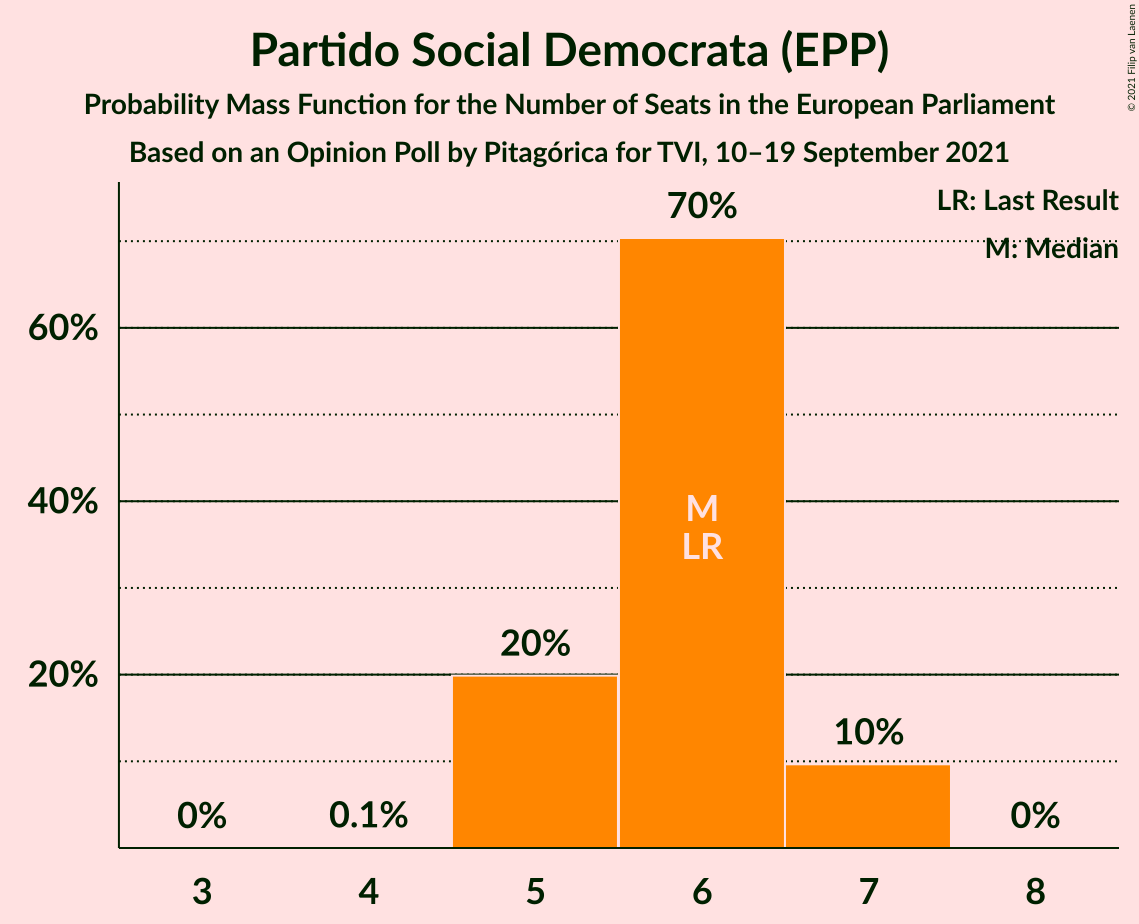 Partido Social Democrata (EPP)
Probability Mass Function for the Number of Seats in the European Parliament
Based on an Opinion Poll by Pitagórica for TVI, 10–19 September 2021
© 2021 Filip van Laenen
LR: Last Result
M: Median
70%
60%
40%
M
LR
20%
20%
10%
0%
0.1%
0%
3
4
5
6
7
8